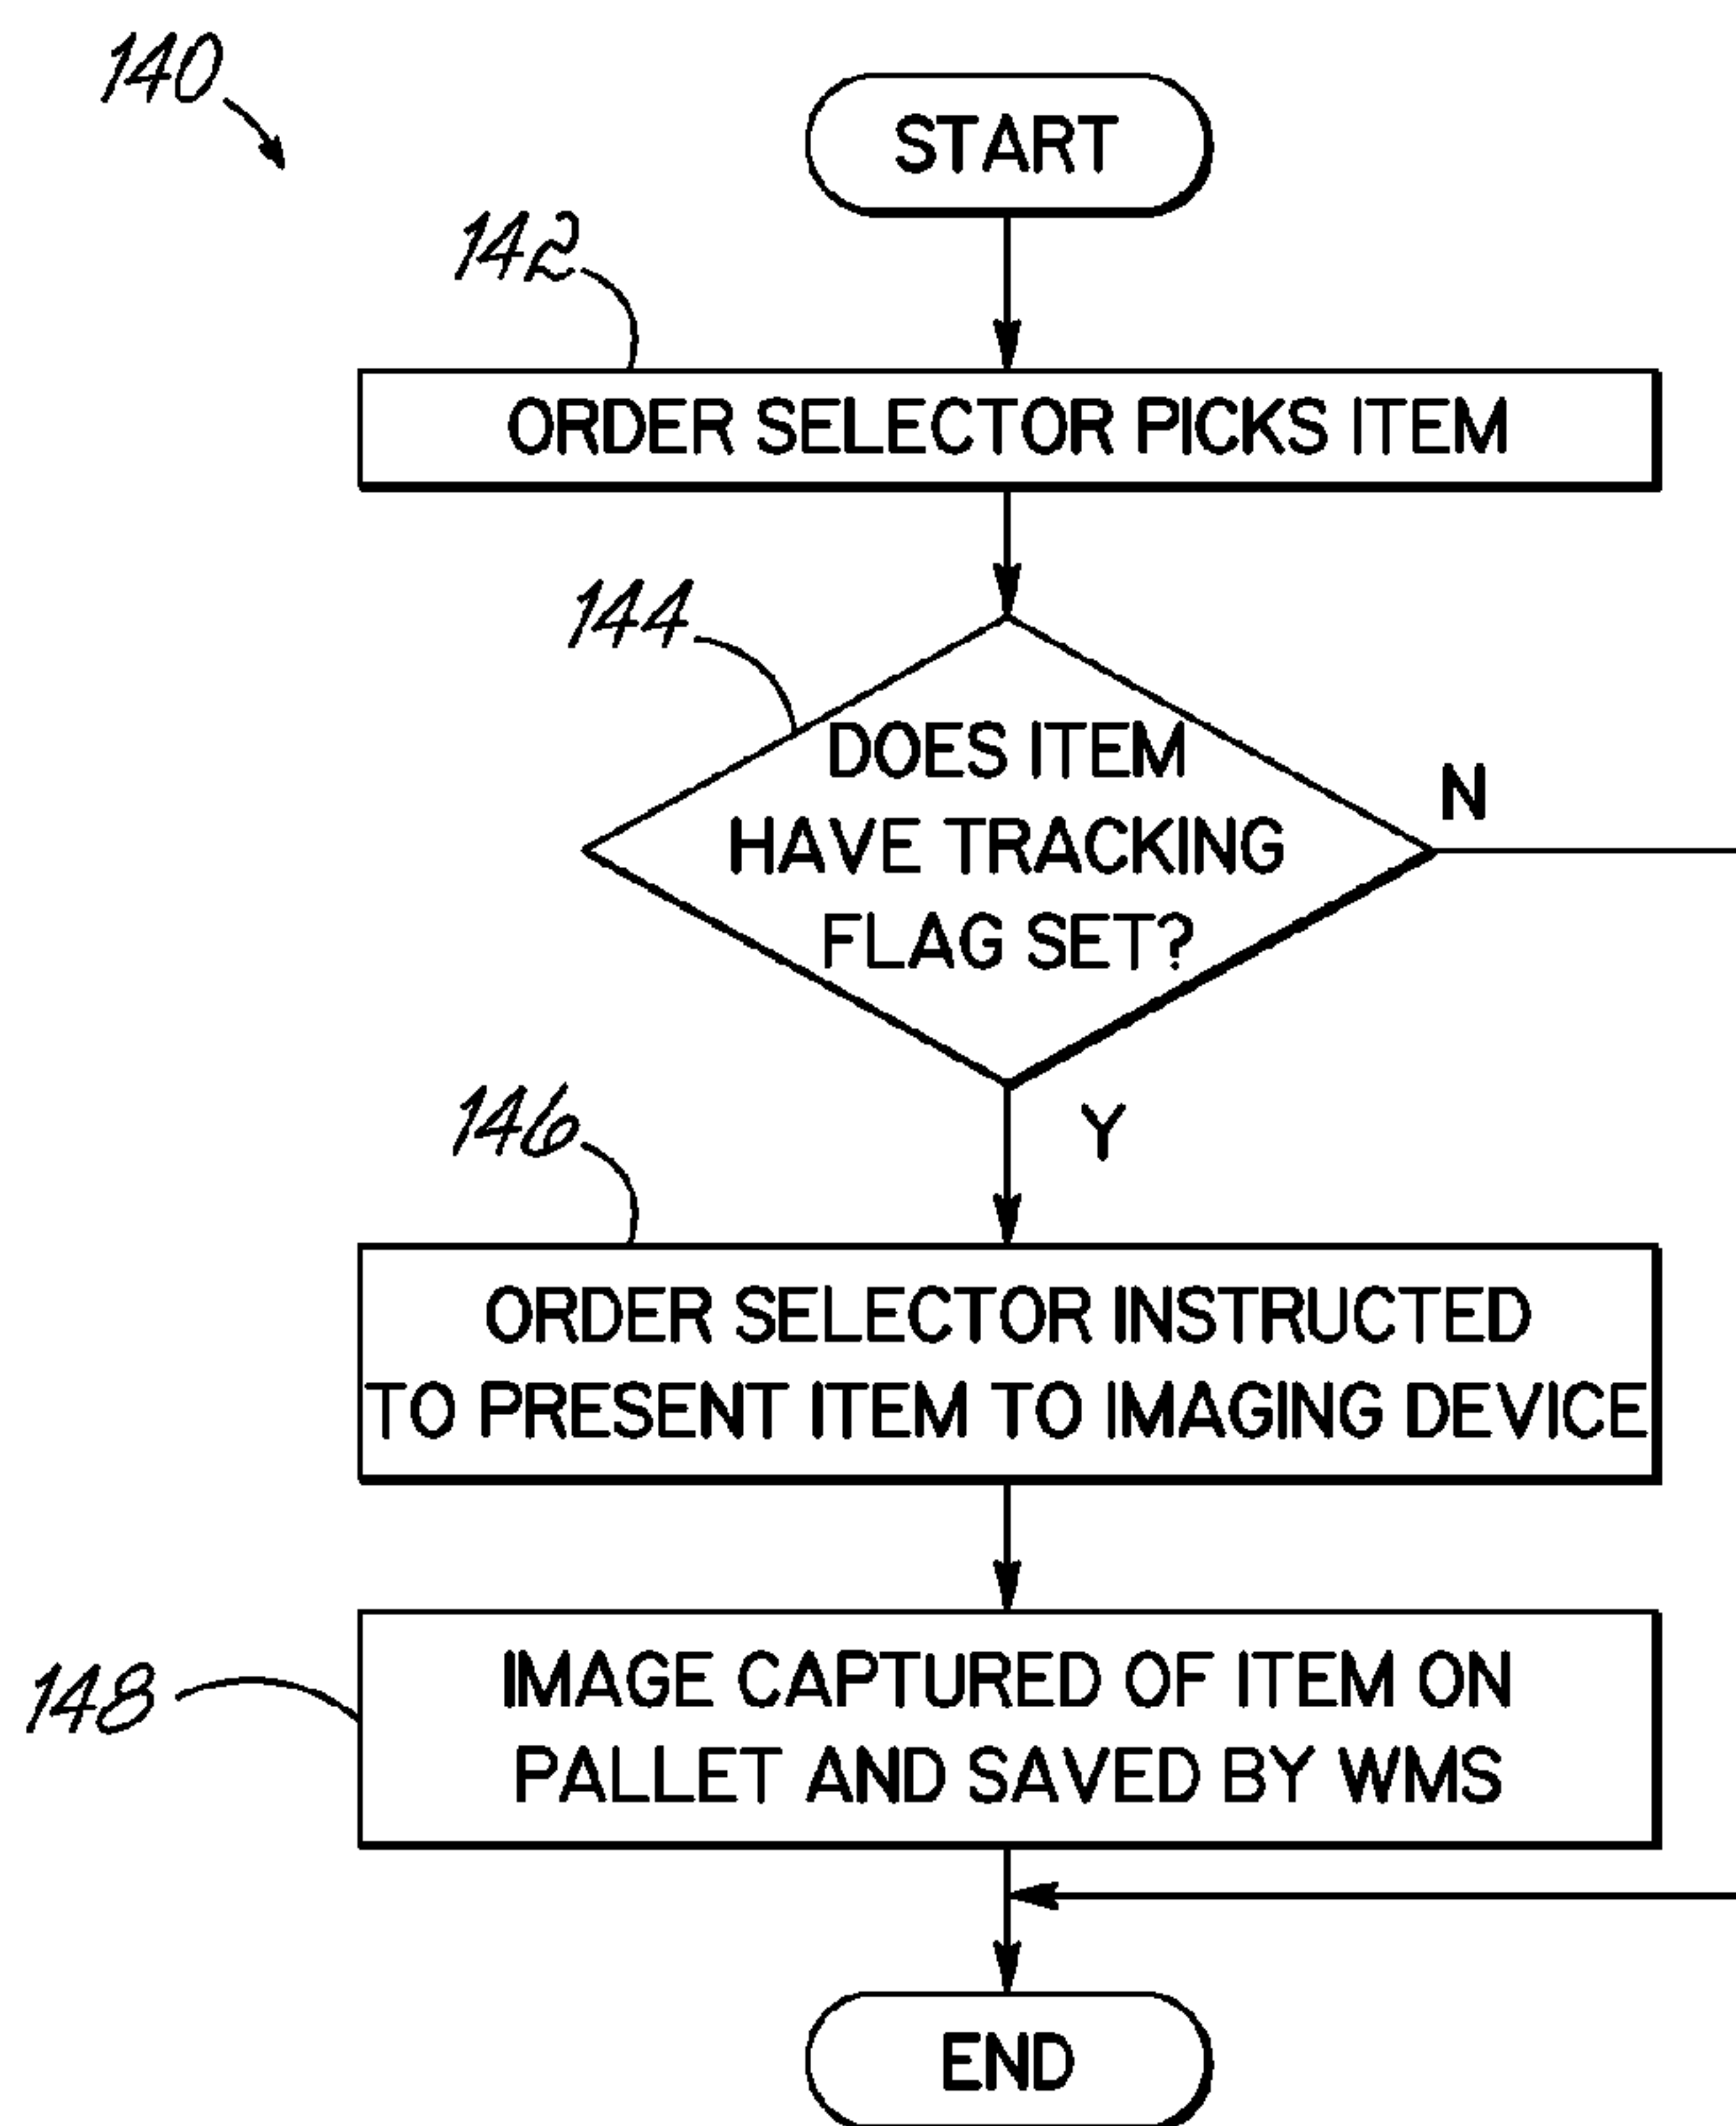 140
START
142
ORDER SELECTOR PICKS ITEM
144
DOES ITEM
HAVE TRACKING
FLAG SET?
N
Y
146
ORDER SELECTOR INSTRUCTED
TO PRESENT ITEM TO IMAGING DEVICE
148
IMAGE CAPTURED OF ITEM ON
PALLET AND SAVED BY WMS
END